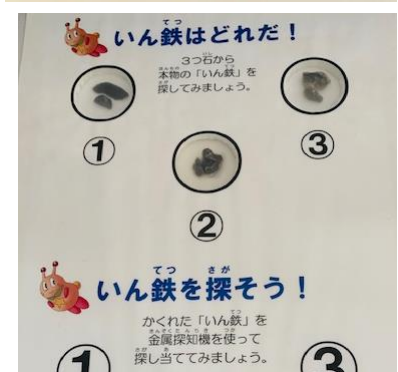 いん鉄はどれだ！
3つ石から
本物の「いん鉄」を
探してみましょう。
①
③
②
いん鉄を探そう！
かくれた「いん鉄」を
金属探知機を使って
探し当ててみましょう。
①
③